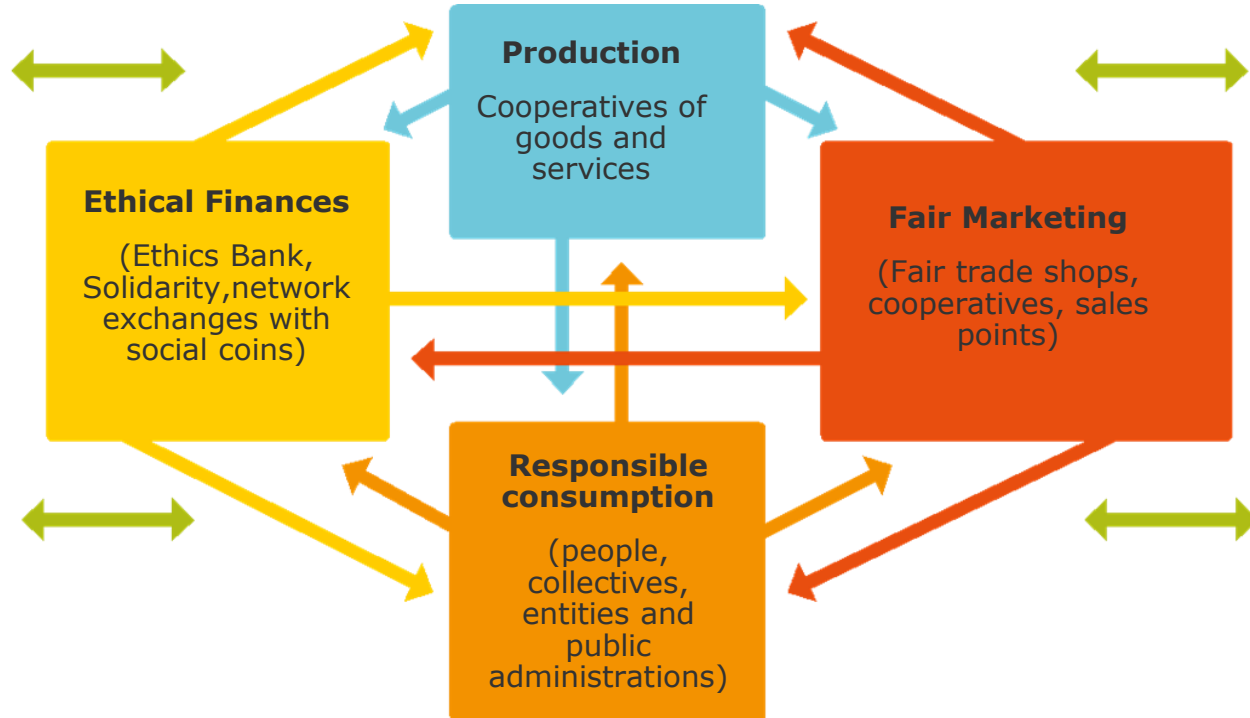 Production
Cooperatives of
goods and
services
Ethical Finances
(Ethics Bank,
Solidarity,network
exchanges with
social coins)
Fair Marketing
(Fair trade shops,
cooperatives, sales
points)
Responsible
consumption
(people,
collectives,
entities and
public
administrations)